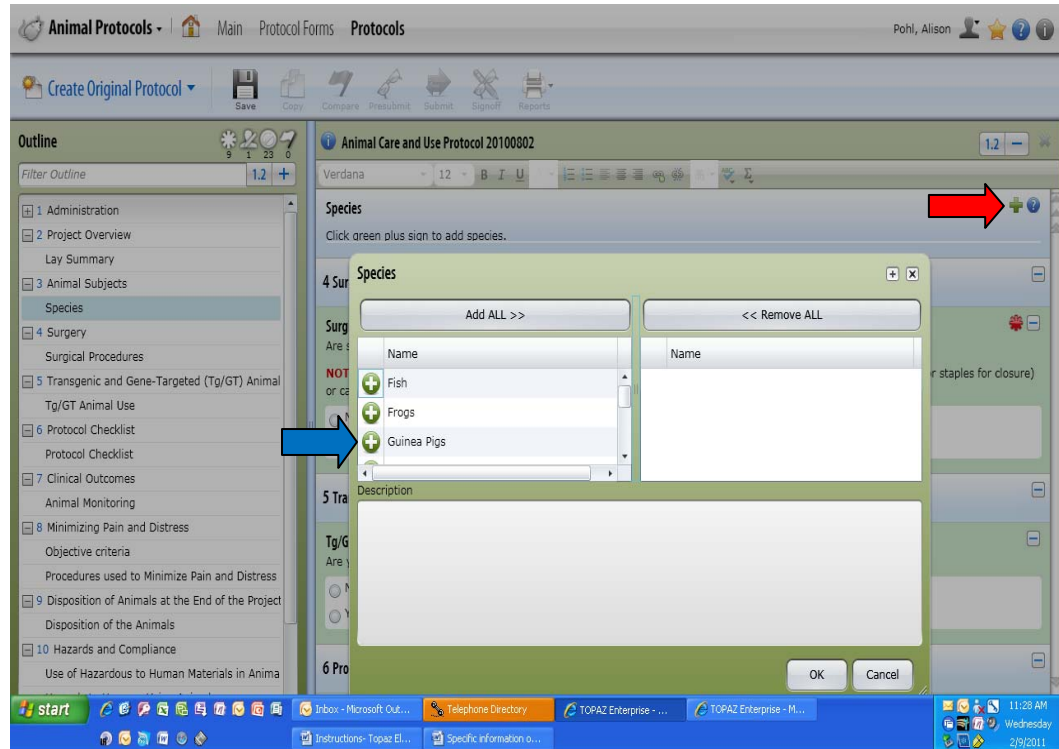 Animal Protocols - Main Protocol Forms Protocols Pohl, Alison
Create Original Protocol Save Copy Compare Presubmit Submit Signoff Reports
Outline 9 1 23 0
Filter Outline 1.2 +
1 Administration
2 Project Overview
Lay Summary
3 Animal Subjects
Species
4 Surgery
Surgical Procedures
5 Transgenic and Gene-Targeted (Tg/GT) Animal
Tg/GT Animal Use
6 Protocol Checklist
Protocol Checklist
7 Clinical Outcomes
Animal Monitoring
8 Minimizing Pain and Distress
Objective criteria
Procedures used to Minimize Pain and Distress
9 Disposition of Animals at the End of the Project
Disposition of the Animals
10 Hazards and Compliance
Use of Hazardous to Human Materials in Anima
Animal Care and Use Protocol 20100802 1.2
Verdana 12 B I U
Species
Click green plus sign to add species.
4 Sur
Surg
Are s
NOT r staples for closure)
or ca
5 Tra
Tg/G
Are y
6 Pro
Species
Add ALL >> << Remove ALL
Name Name
Fish
Frogs
Guinea Pigs
Description
OK Cancel
start Inbox - Microsoft Out... Telephone Directory TOPAZ Enterprise - ... TOPAZ Enterprise - M... 11:28 AM
Wednesday
Instructions- Topaz El... Specific information o... 2/9/2011